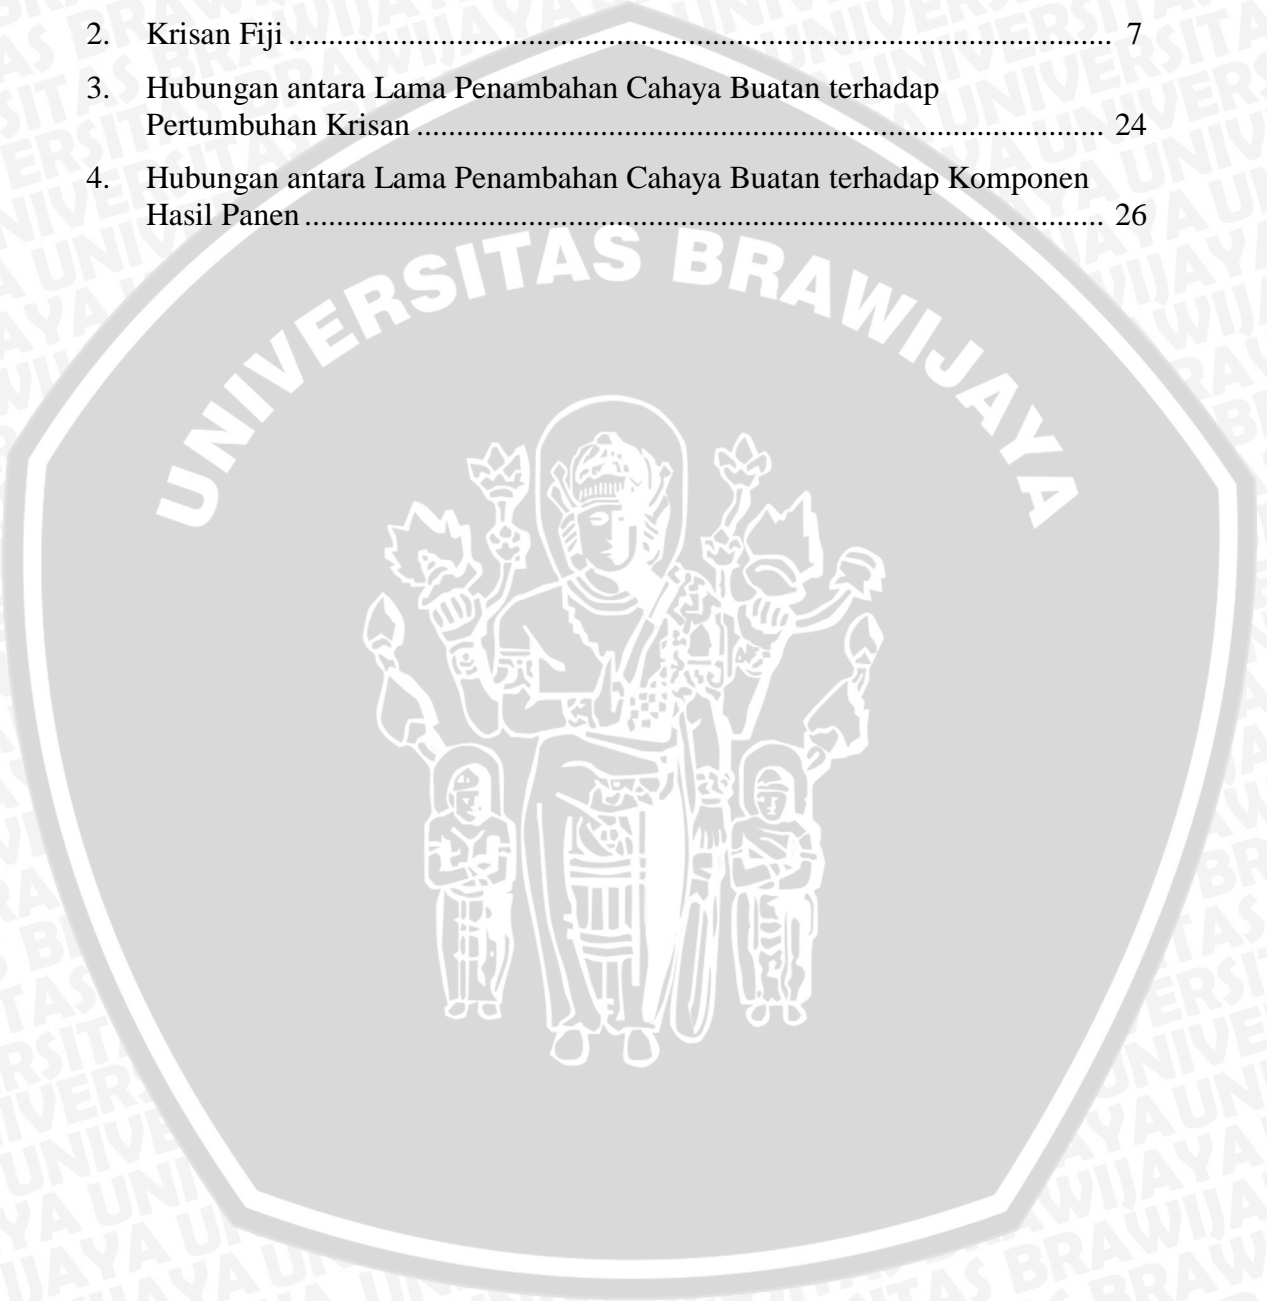 2. Krisan Fiji ....................................................................................................... 7
3. Hubungan antara Lama Penambahan Cahaya Buatan terhadap
Pertumbuhan Krisan ...................................................................................... 24
4. Hubungan antara Lama Penambahan Cahaya Buatan terhadap Komponen
Hasil Panen .................................................................................................... 26
UNIVERSITAS BRAWIJAYA